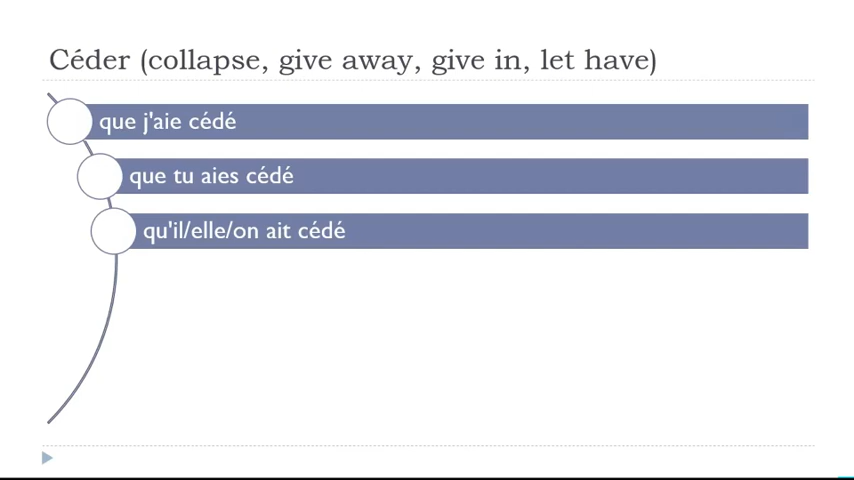 Céder (collapse, give away, give in, let have)
que j'aie cédé
que tu aies cédé
qu'il/elle/on ait cédé